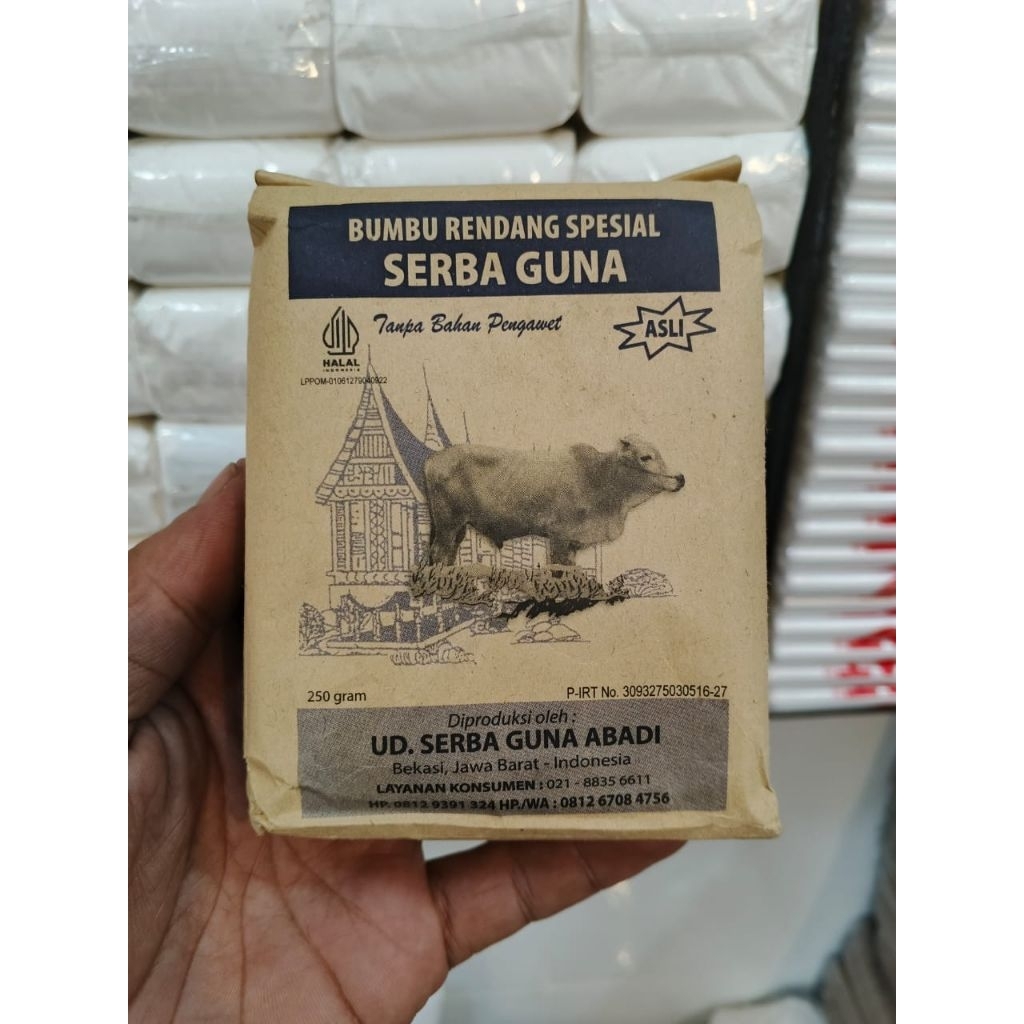 BUMBU RENDANG SPESIAL
SERBA GUNA
HALAL
INDONESIA
Tanpa Bahan Pengawet
ASLI
LPPOM-01061279040922
250 gram
P-IRT No. 3093275030516-27
Diproduksi oleh :
UD. SERBA GUNA ABADI
Bekasi, Jawa Barat - Indonesia
LAYANAN KONSUMEN : 021 - 8835 6611
HP. 0812 9391 324 HP./WA : 0812 6708 4756